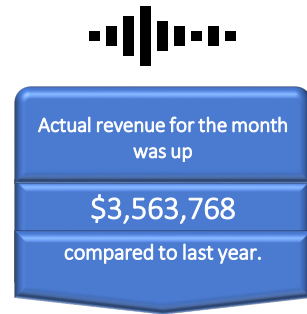 Actual revenue for the month
was up
$3,563,768
compared to last year.